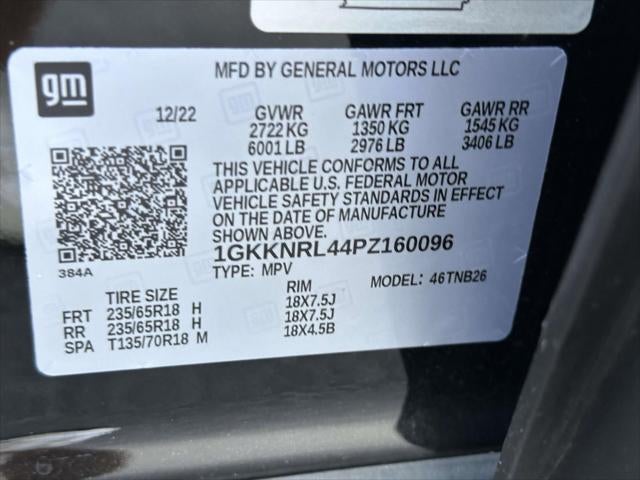 gm
MFD BY GENERAL MOTORS LLC
12/22 GVWR GAWR FRT GAWR RR
2722 KG 1350 KG 1545 KG
6001 LB 2976 LB 3406 LB
THIS VEHICLE CONFORMS TO ALL
APPLICABLE U.S. FEDERAL MOTOR
VEHICLE SAFETY STANDARDS IN EFFECT
ON THE DATE OF MANUFACTURE
SHOWN ABOVE.
1GKKNRL44PZ160096
384A
TYPE: MPV MODEL: 46TNB26
TIRE SIZE RIM
FRT 235/65R18 H 18X7.5J
RR 235/65R18 H 18X7.5J
SPA T135/70R18 M 18X4.5B